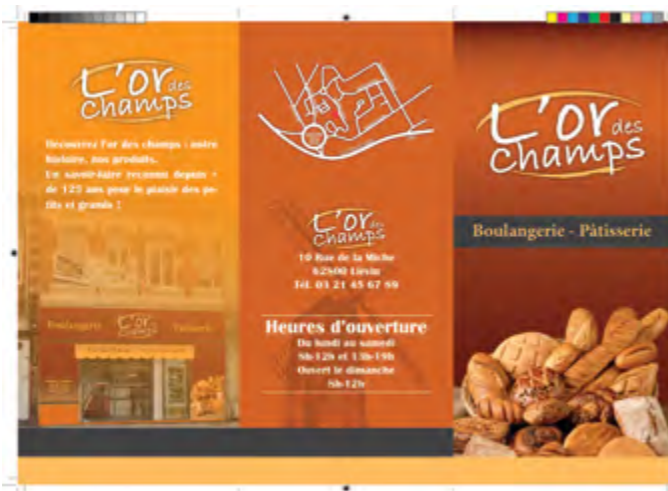 L'or des
Champs
Découvrez l'or des champs : notre
histoire, nos produits.
Un savoir-faire reconnu depuis +
de 125 ans pour le plaisir des pe-
tits et grands !
Boulangerie L'or des Champs Patisserie
L'or des
Champs
10 Rue de la Miche
62800 Liévin
Tél. 03 21 45 67 89
Heures d'ouverture
Du lundi au samedi
8h-12h et 13h-19h
Ouvert le dimanche
8h-12h
L'or des
Champs
Boulangerie - Pâtisserie